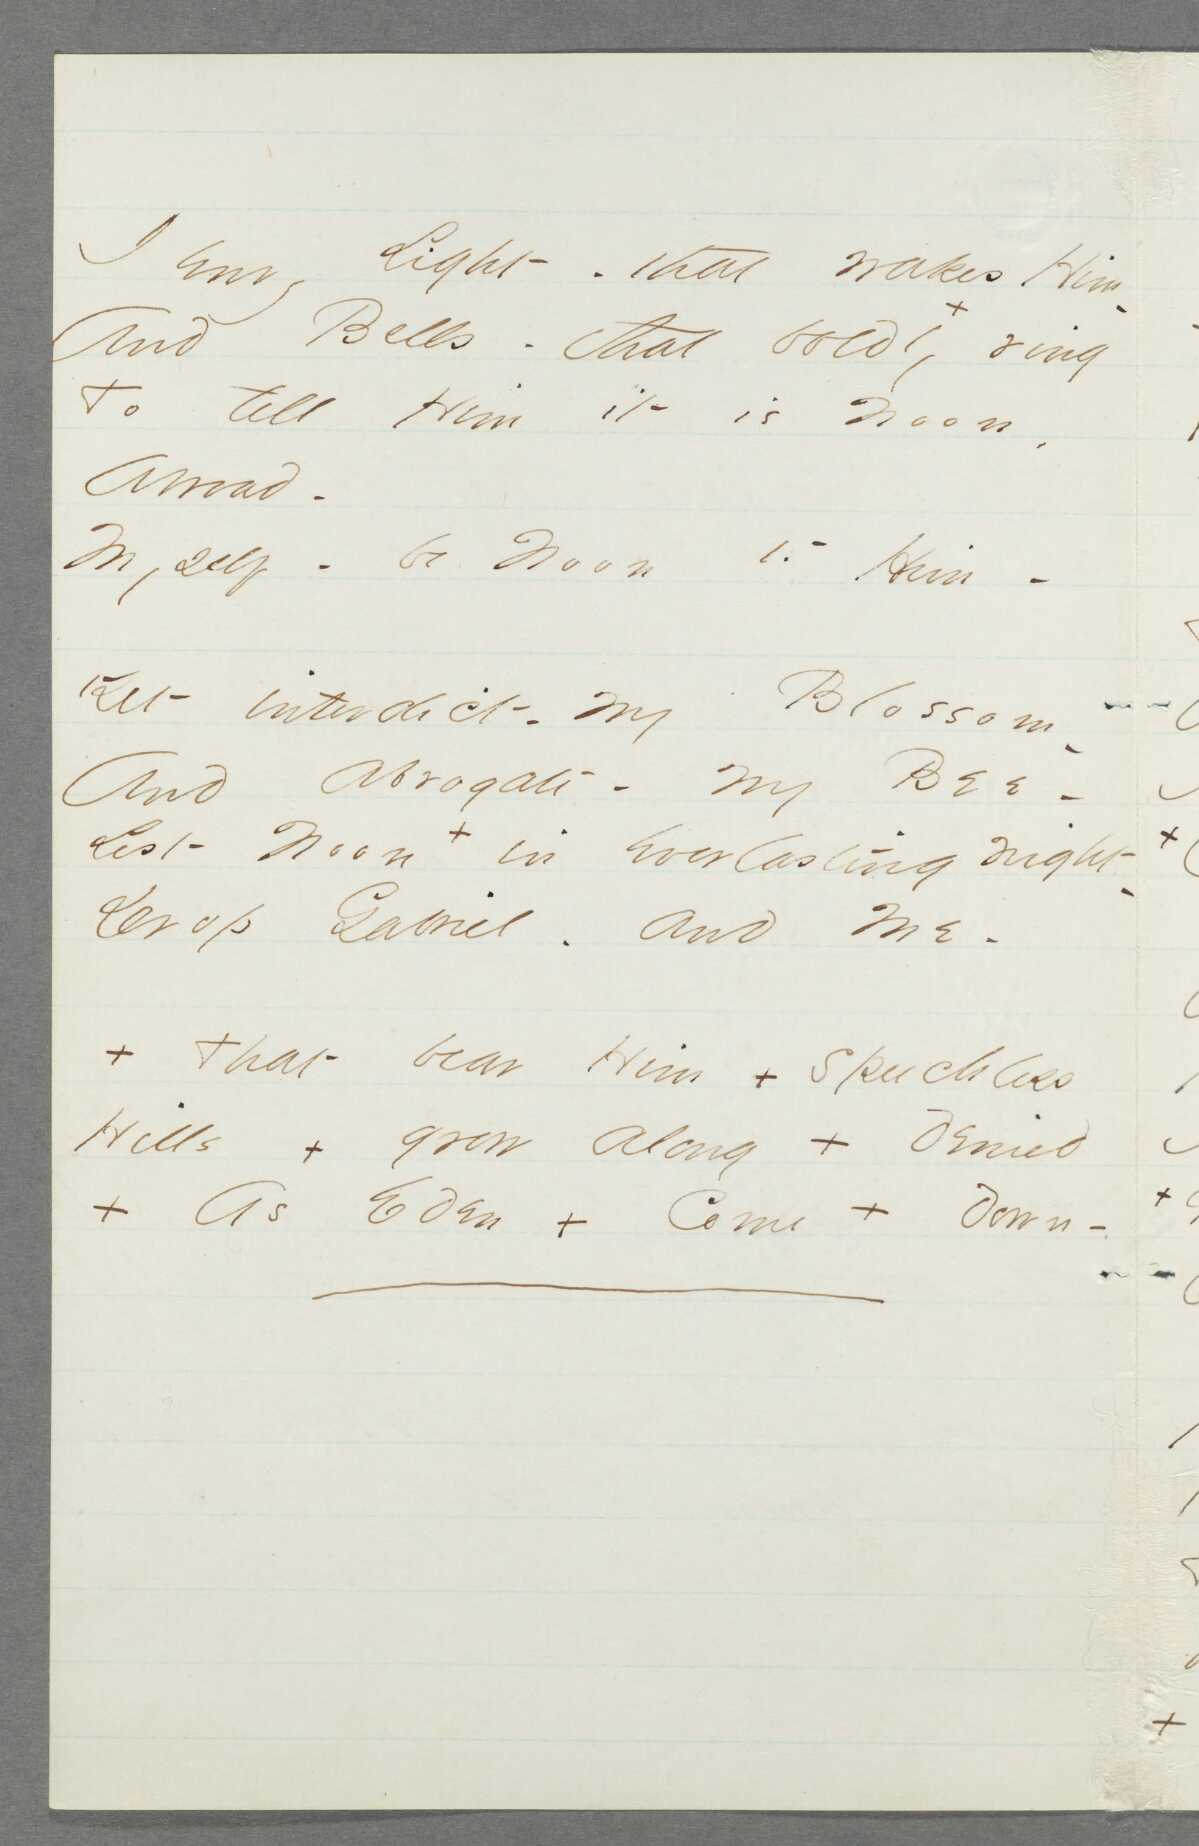 I envy Light - that wakes Him -
And Bells - that boldly + ring
To tell Him it is Noon,
Abroad -
Myself - be Noon to Him -
Yet interdict - my Blossom -
And abrogate - my Bee -
Lest Noon + in Everlasting night -
Drop Gabriel - and Me -
+ That bear Him + Speechless
Hills + grow along + denied
+ As Eden + Come + down -